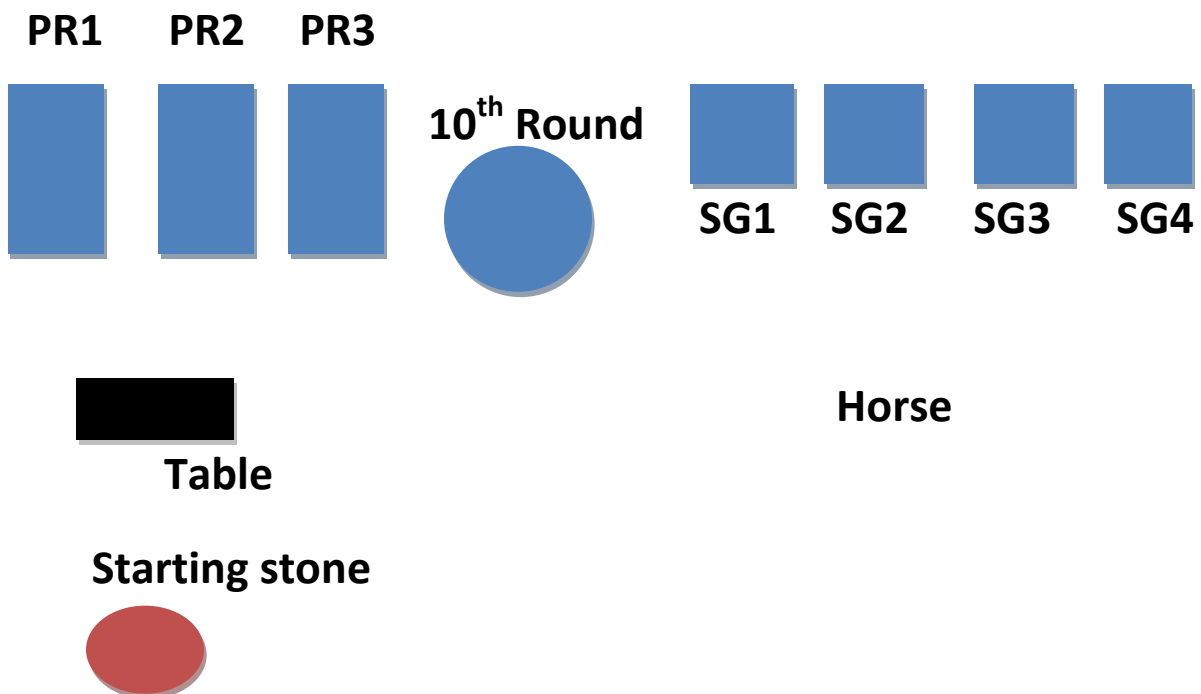 PR1 PR2 PR3
10th Round
SG1 SG2 SG3 SG4
Horse
Table
Starting stone